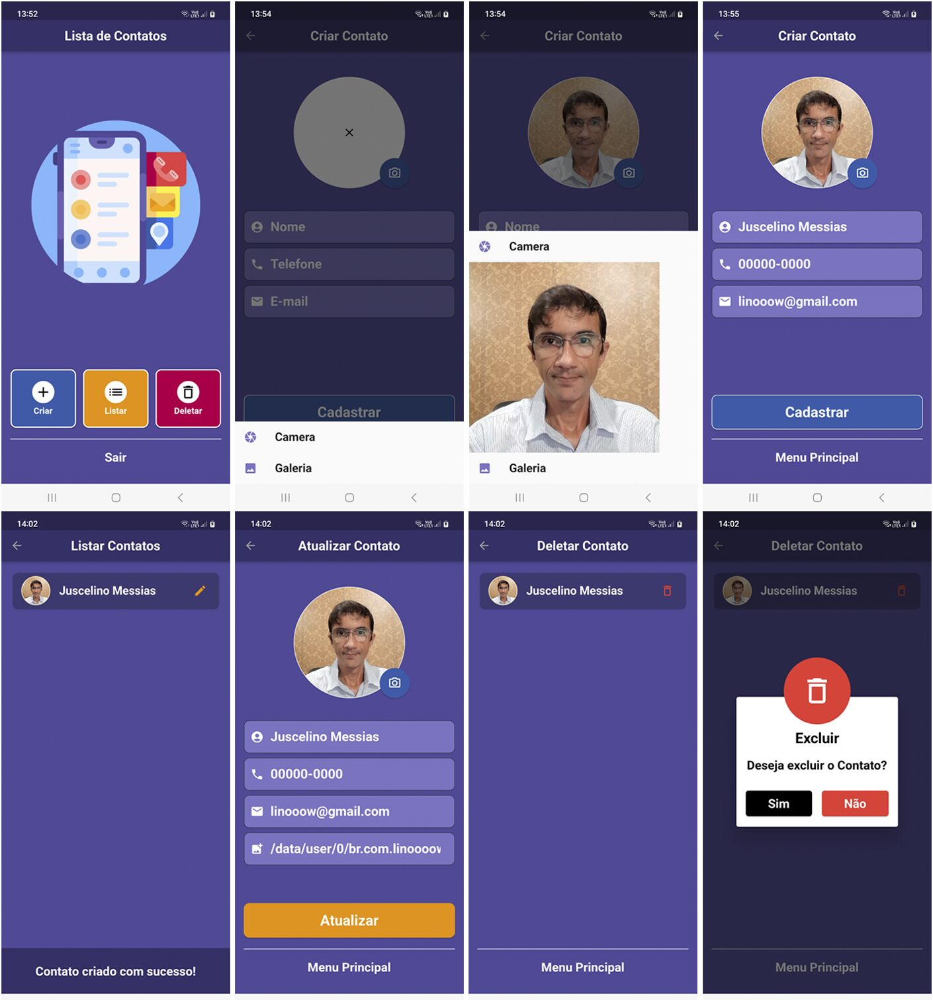 13:52
Lista de Contatos
Criar
Listar
Deletar
Sair
13:54
Criar Contato
Nome
Telefone
E-mail
Cadastrar
Camera
Galeria
13:54
Criar Contato
Nome
Camera
Galeria
13:55
Criar Contato
Juscelino Messias
00000-0000
linooow@gmail.com
Cadastrar
Menu Principal
14:02
Listar Contatos
Juscelino Messias
Contato criado com sucesso!
14:02
Atualizar Contato
Juscelino Messias
00000-0000
linooow@gmail.com
/data/user/0/br.com.linoooov
Atualizar
Menu Principal
14:02
Deletar Contato
Juscelino Messias
Menu Principal
14:02
Deletar Contato
Juscelino Messias
Excluir
Deseja excluir o Contato?
Sim
Não
Menu Principal